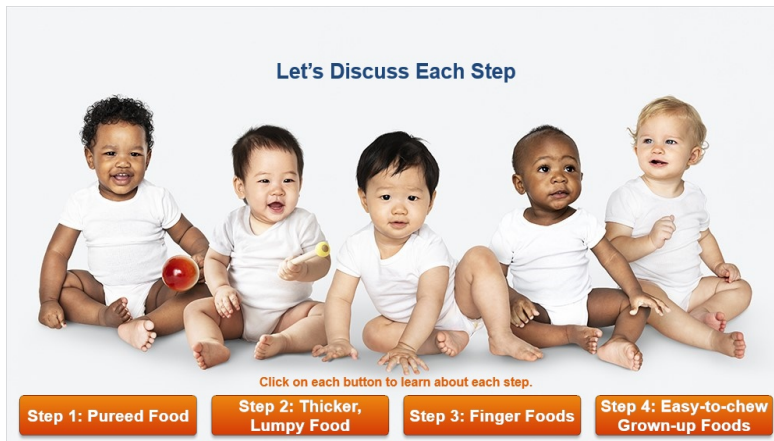 Let's Discuss Each Step
Click on each button to learn about each step.
Step 1: Pureed Food
Step 2: Thicker,
Lumpy Food
Step 3: Finger Foods
Step 4: Easy-to-chew
Grown-up Foods